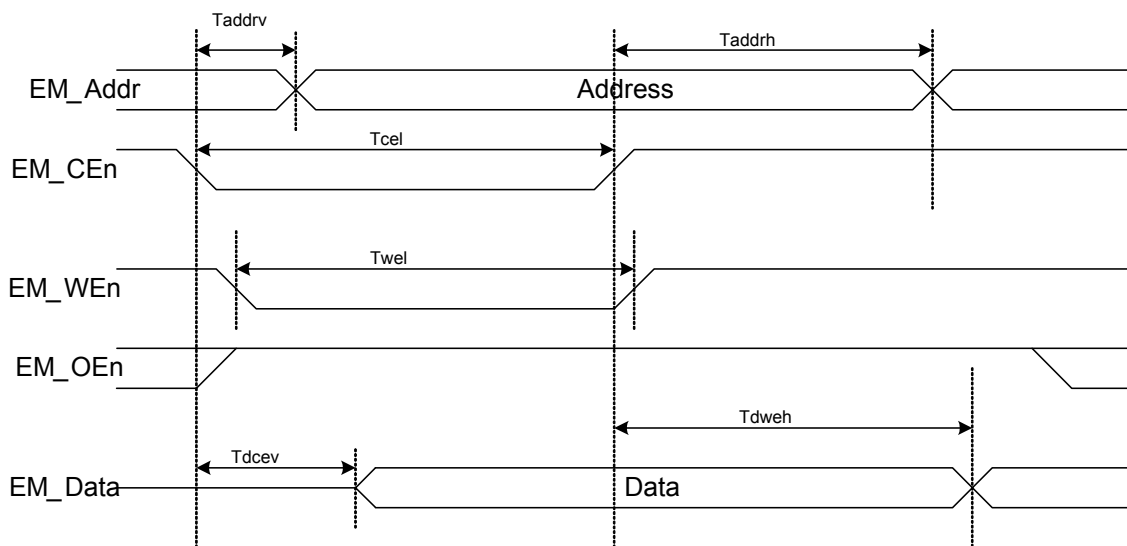 Taddrv
Taddrh
EM_Addr
Address
Tcel
EM_CEn
Twel
EM_WEn
EM_OEn
Tdweh
Tdcev
EM_Data
Data